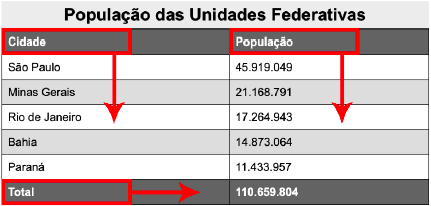 População das Unidades Federativas
Cidade População
São Paulo 45.919.049
Minas Gerais 21.168.791
Rio de Janeiro 17.264.943
Bahia 14.873.064
Paraná 11.433.957
Total 110.659.804